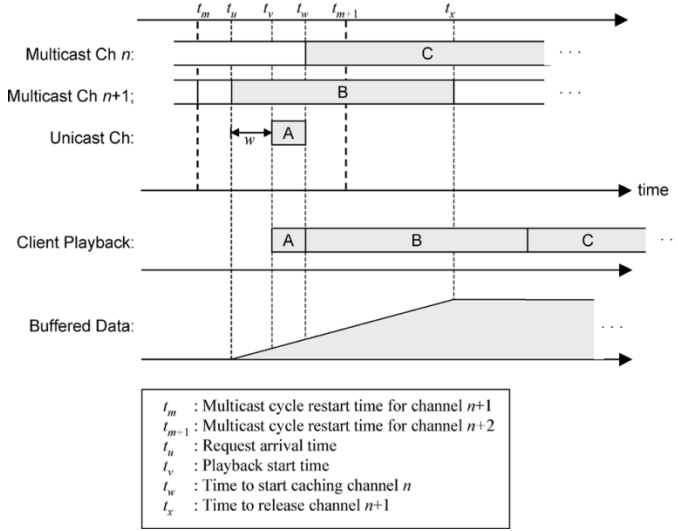 t_m t_u t_v t_w t_{m+1} t_x
Multicast Ch n: C · · ·
Multicast Ch n+1; B · · ·
Unicast Ch: w A
time
Client Playback: A B C · ·
Buffered Data: · · ·
t_m : Multicast cycle restart time for channel n+1
t_{m+1} : Multicast cycle restart time for channel n+2
t_u : Request arrival time
t_v : Playback start time
t_w : Time to start caching channel n
t_x : Time to release channel n+1